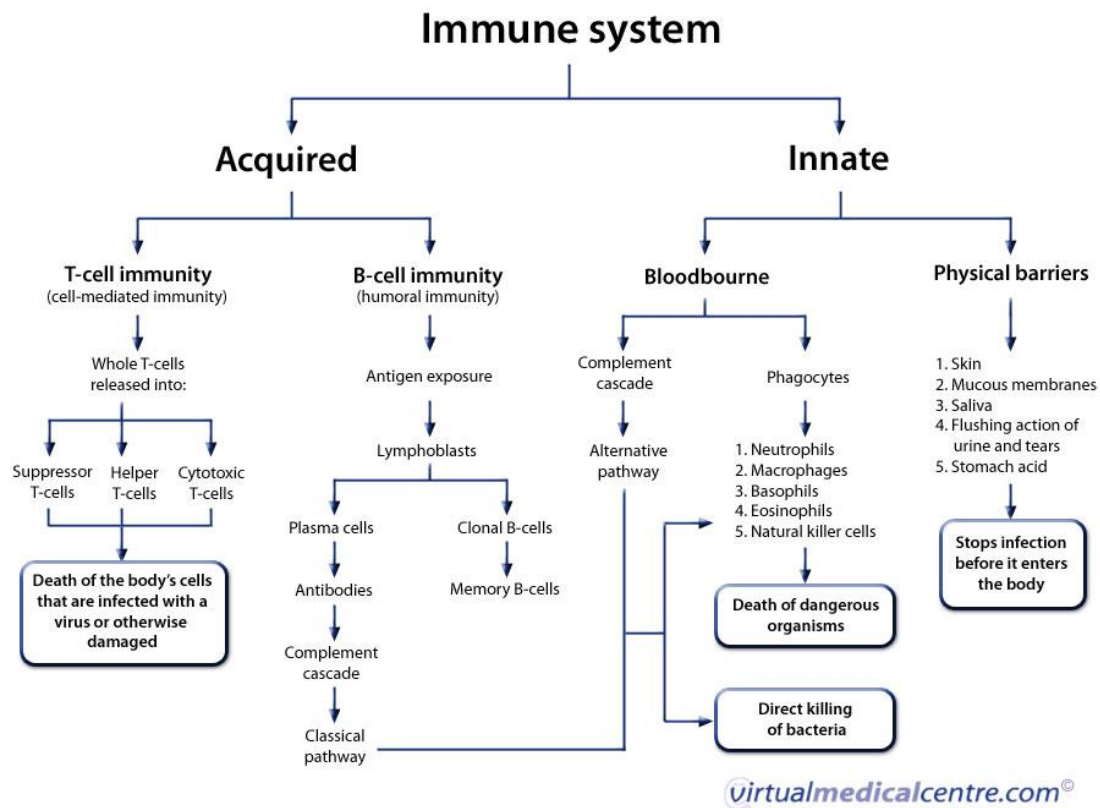 Immune system
Acquired
Innate
T-cell immunity
(cell-mediated immunity)
B-cell immunity
(humoral immunity)
Bloodbourne
Physical barriers
Whole T-cells
released into:
Suppressor
T-cells
Helper
T-cells
Cytotoxic
T-cells
Death of the body's cells
that are infected with a
virus or otherwise
damaged
Antigen exposure
Lymphoblasts
Plasma cells
Clonal B-cells
Antibodies
Memory B-cells
Complement
cascade
Classical
pathway
Complement
cascade
Alternative
pathway
Phagocytes
1. Neutrophils
2. Macrophages
3. Basophils
4. Eosinophils
5. Natural killer cells
Death of dangerous
organisms
Direct killing
of bacteria
1. Skin
2. Mucous membranes
3. Saliva
4. Flushing action of
urine and tears
5. Stomach acid
Stops infection
before it enters
the body
virtualmedicalcentre.com©